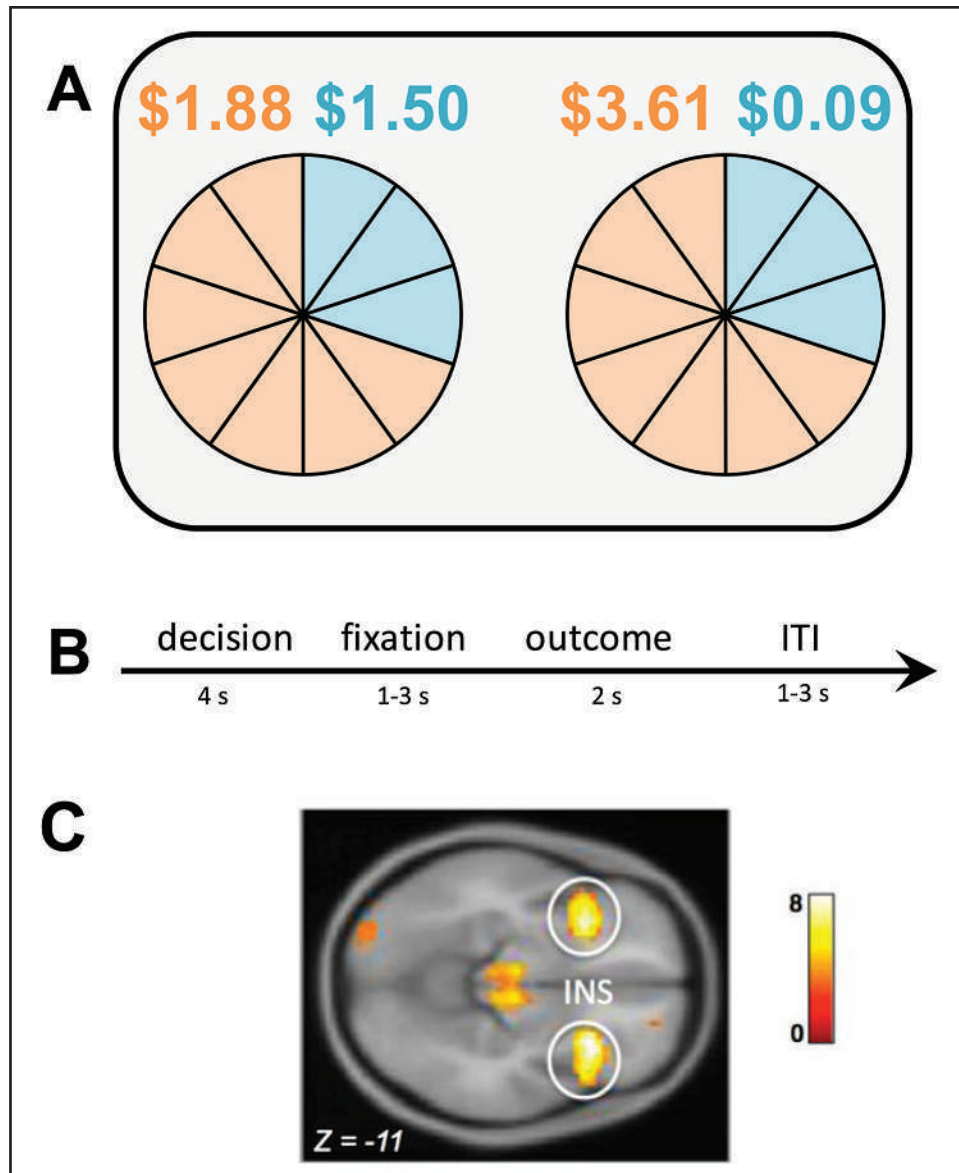 A
$1.88 $1.50 $3.61 $0.09
B
decision fixation outcome ITI
4 s 1-3 s 2 s 1-3 s
C
8
INS
0
Z = -11